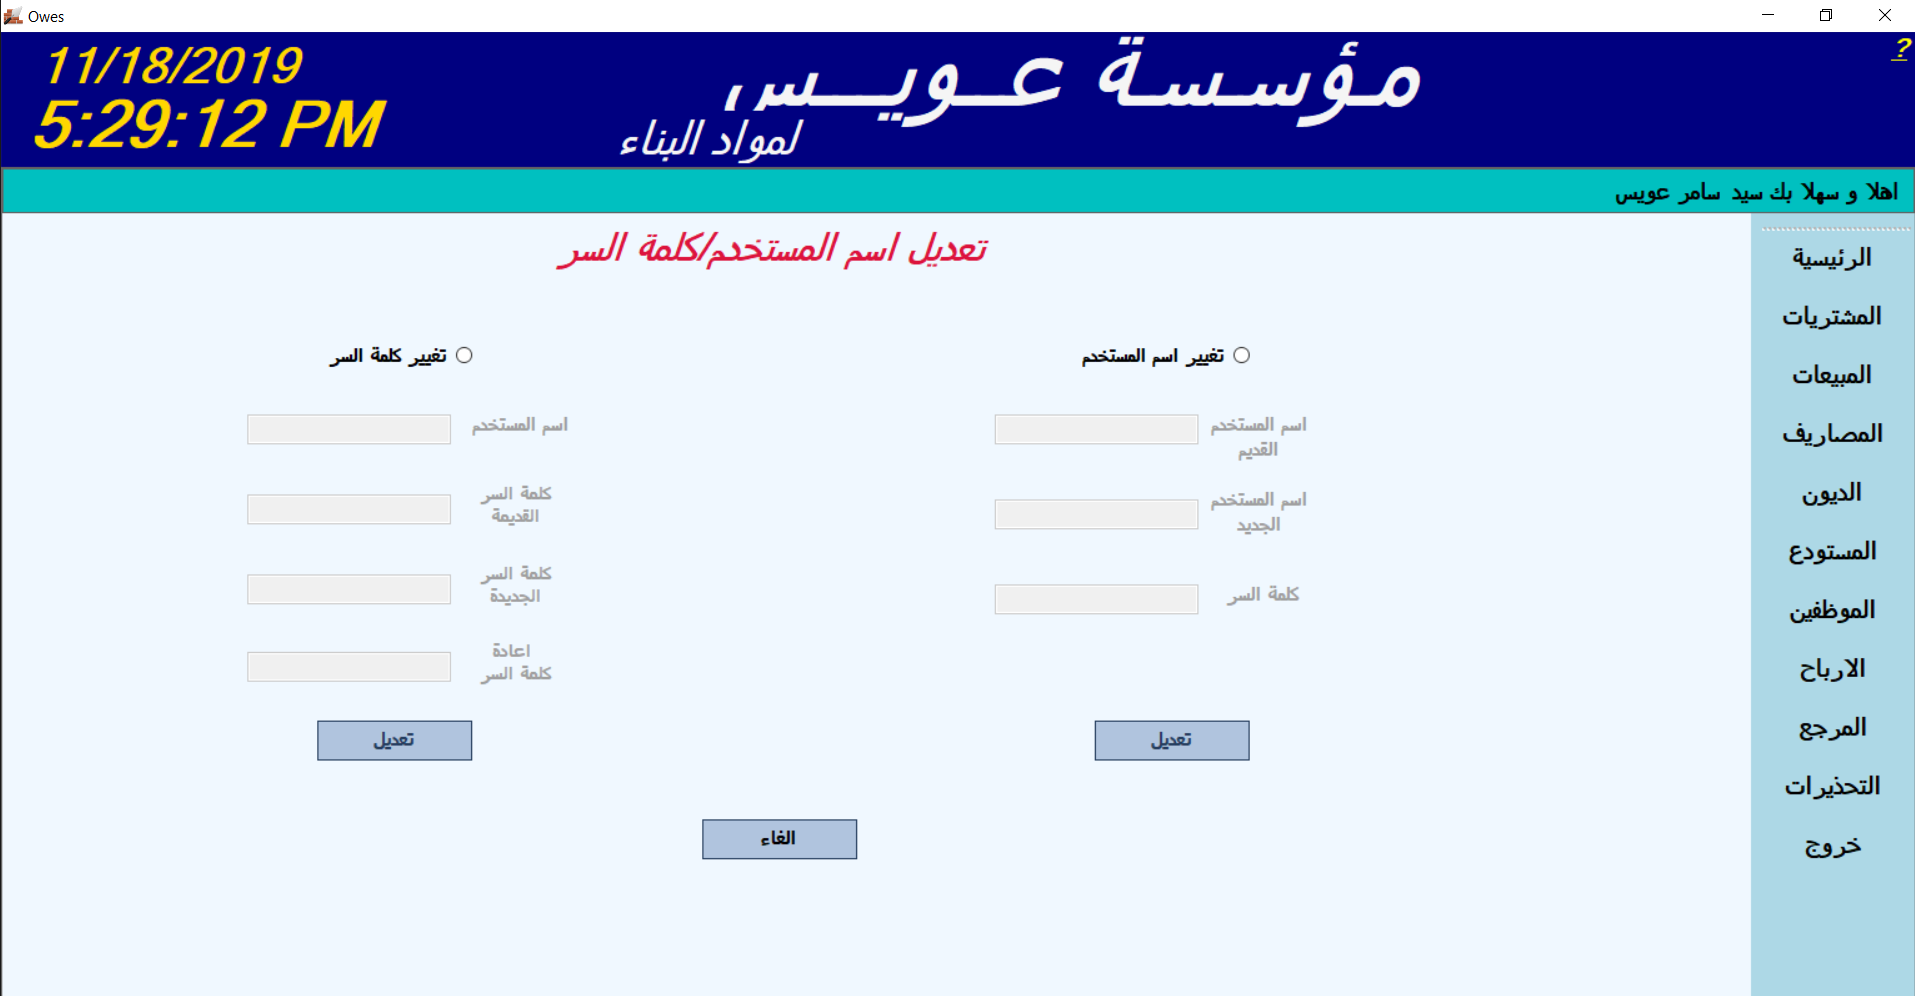 Owes
11/18/2019
5:29:12 PM
مؤسسة عويس
لمواد البناء
?
اهلا و سهلا بك سيد سامر عويس
الرئيسية
المشتريات
المبيعات
المصاريف
الديون
المستودع
الموظفين
الارباح
المرجع
التحذيرات
خروج
تعديل اسم المستخدم/كلمة السر
تغيير اسم المستخدم
اسم المستخدم
القديم
اسم المستخدم
الجديد
كلمة السر
تعديل
تغيير كلمة السر
اسم المستخدم
كلمة السر
القديمة
كلمة السر
الجديدة
اعادة
كلمة السر
تعديل
الغاء